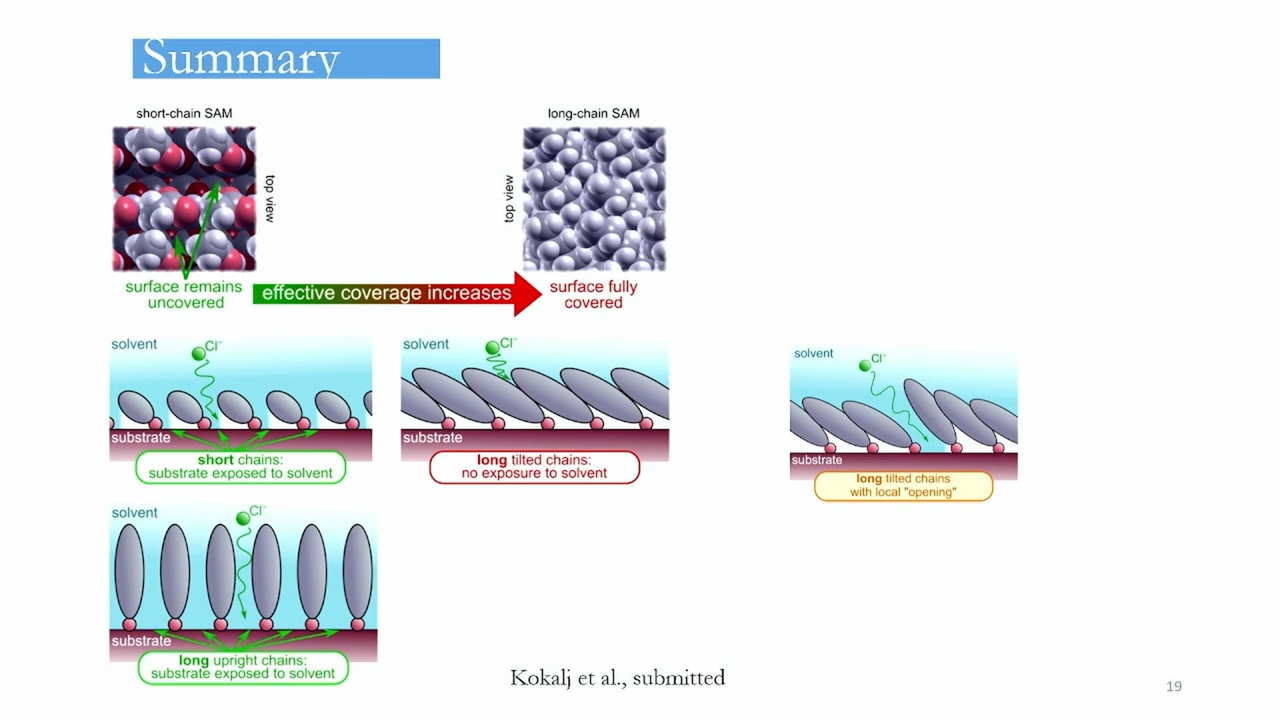 Summary
short-chain SAM
long-chain SAM
top view
top view
surface remains
uncovered
effective coverage increases
surface fully
covered
solvent
Cl⁻
substrate
short chains:
substrate exposed to solvent
solvent
Cl⁻
substrate
long tilted chains:
no exposure to solvent
solvent
Cl⁻
substrate
long tilted chains
with local "opening"
solvent
Cl⁻
substrate
long upright chains:
substrate exposed to solvent
Kokalj et al., submitted
19